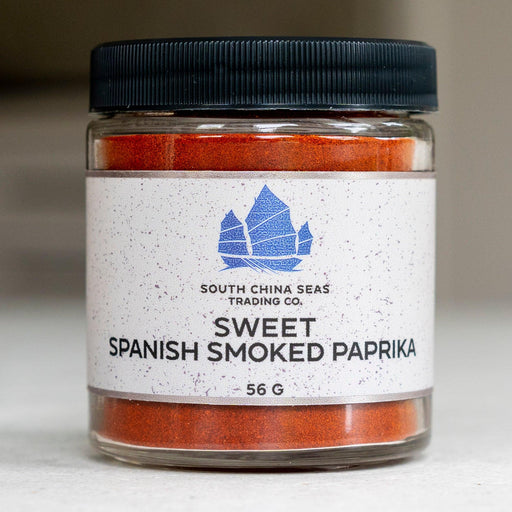 SOUTH CHINA SEAS
TRADING CO.
SWEET
SPANISH SMOKED PAPRIKA
56 G